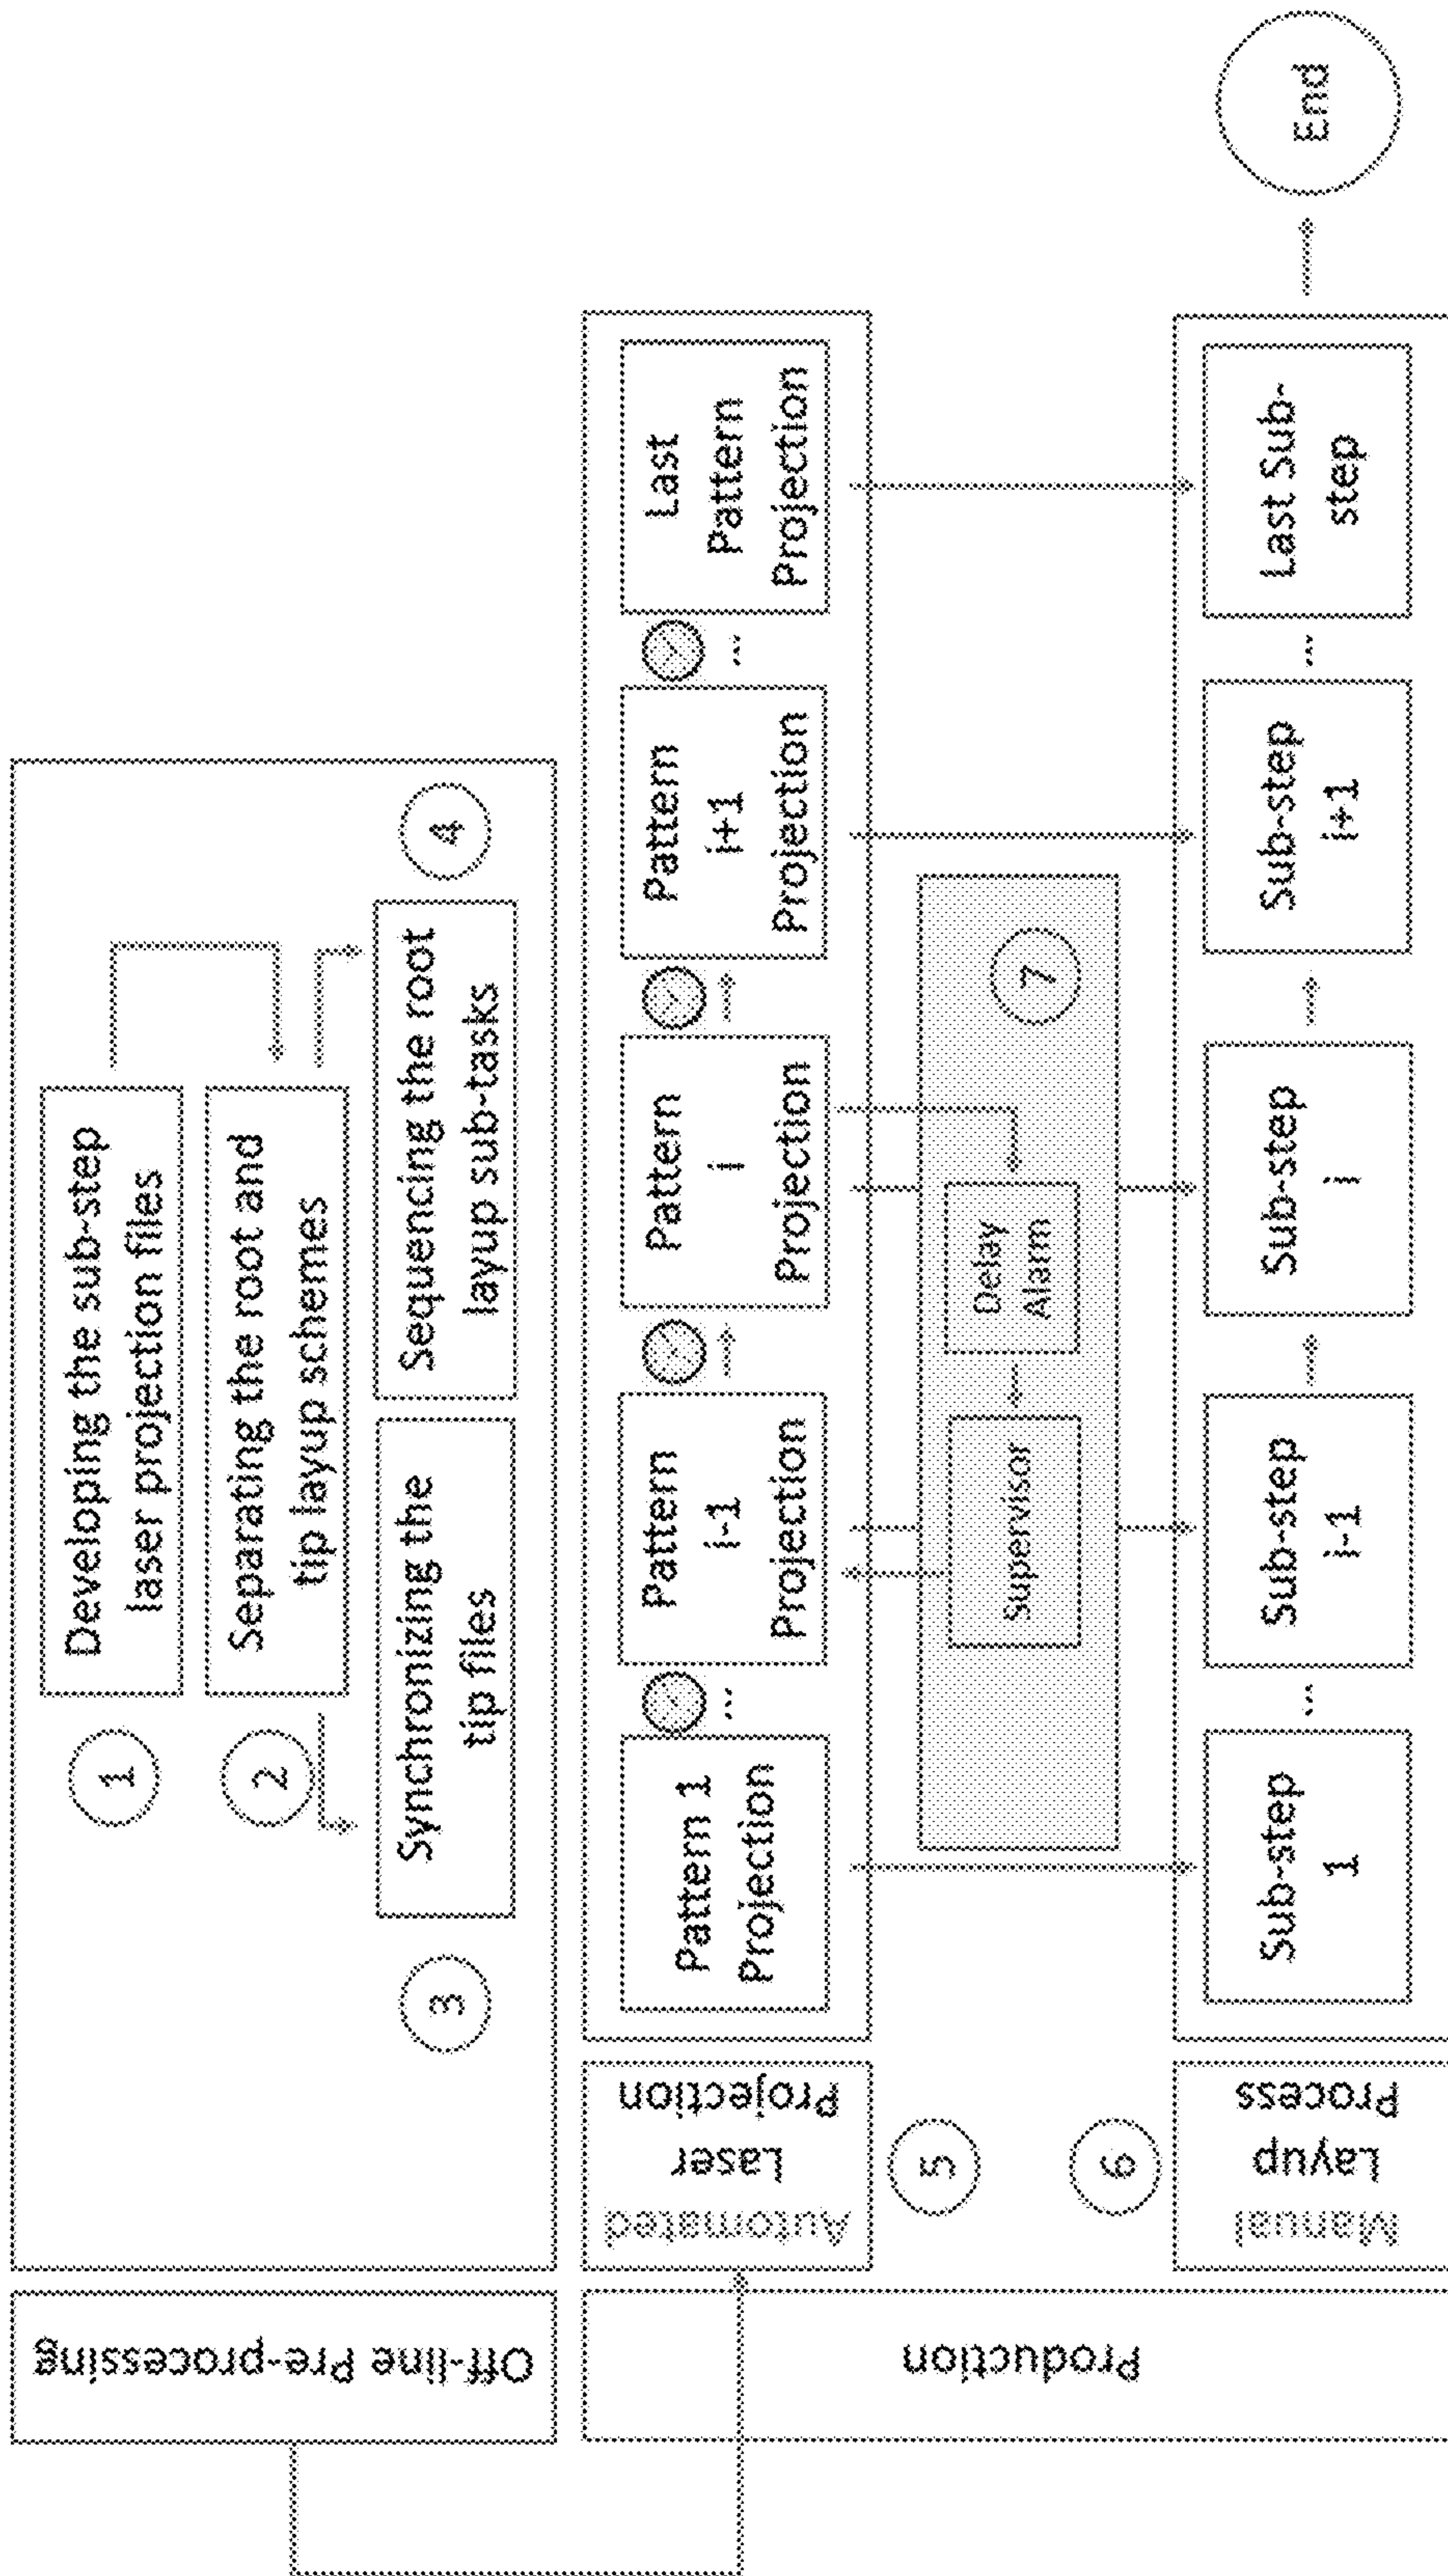 Off-line Pre-processing
1
Developing the sub-step
laser projection files
2
Separating the root and
tip layup schemes
3
Synchronizing the
tip files
Sequencing the root
layup sub-tasks
4
Production
Automated
Laser
Projection
5
Pattern 1
Projection
...
Pattern
i-1
Projection
Pattern
i
Projection
Pattern
i+1
Projection
...
Last
Pattern
Projection
Supervisor
Delay
Alarm
7
6
Manual
Layup
Process
Sub-step
1
...
Sub-step
i-1
Sub-step
i
Sub-step
i+1
...
Last Sub-
step
End